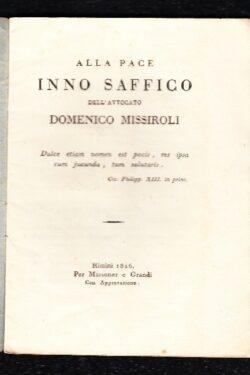 ALLA PACE
INNO SAFFICO
DELL'AVVOCATO
DOMENICO MISSIROLI
Dulce etiam nomen est pacis, res ipsa
cum jucunda, tum salutaris.
Cic. Philipp. XIII. in princ.
Rimini 1826.
Per Marsoner e Grandi
Con Approvazione.